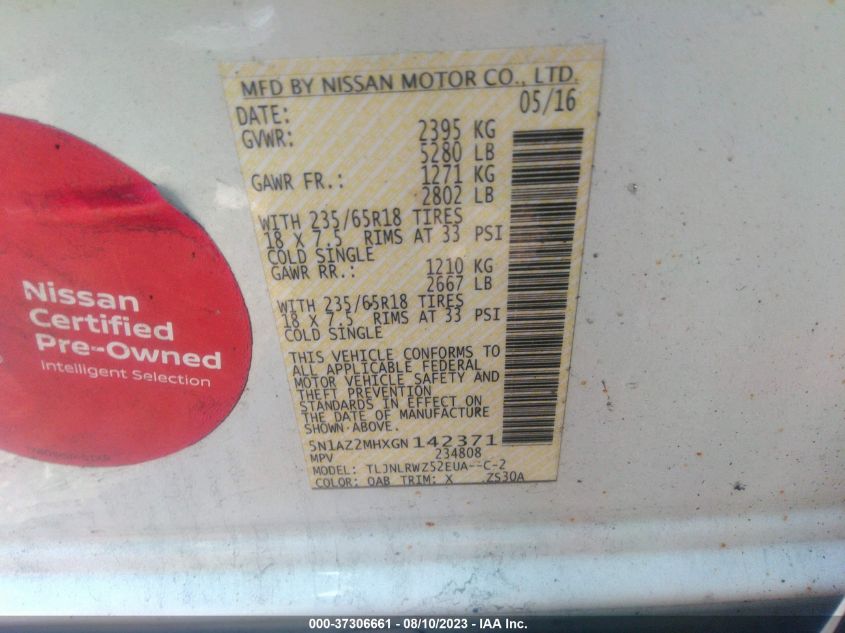 MFD BY NISSAN MOTOR CO., LTD.
DATE: 05/16
GVWR: 2395 KG
5280 LB
GAWR FR.: 1271 KG
2802 LB
WITH 235/65R18 TIRES
18 X 7.5 RIMS AT 33 PSI
COLD SINGLE
GAWR RR.: 1210 KG
2667 LB
WITH 235/65R18 TIRES
18 X 7.5 RIMS AT 33 PSI
COLD SINGLE
THIS VEHICLE CONFORMS TO
ALL APPLICABLE FEDERAL
MOTOR VEHICLE SAFETY AND
THEFT PREVENTION
STANDARDS IN EFFECT ON
THE DATE OF MANUFACTURE
SHOWN ABOVE.
5N1AZ2MHXGN142371
MPV 234808
MODEL: TLJNLRWZ52EUA--C-2
COLOR: QAB TRIM: X ZS30A
Nissan
Certified
Pre-Owned
Intelligent Selection
000-37306661 - 08/10/2023 - IAA Inc.